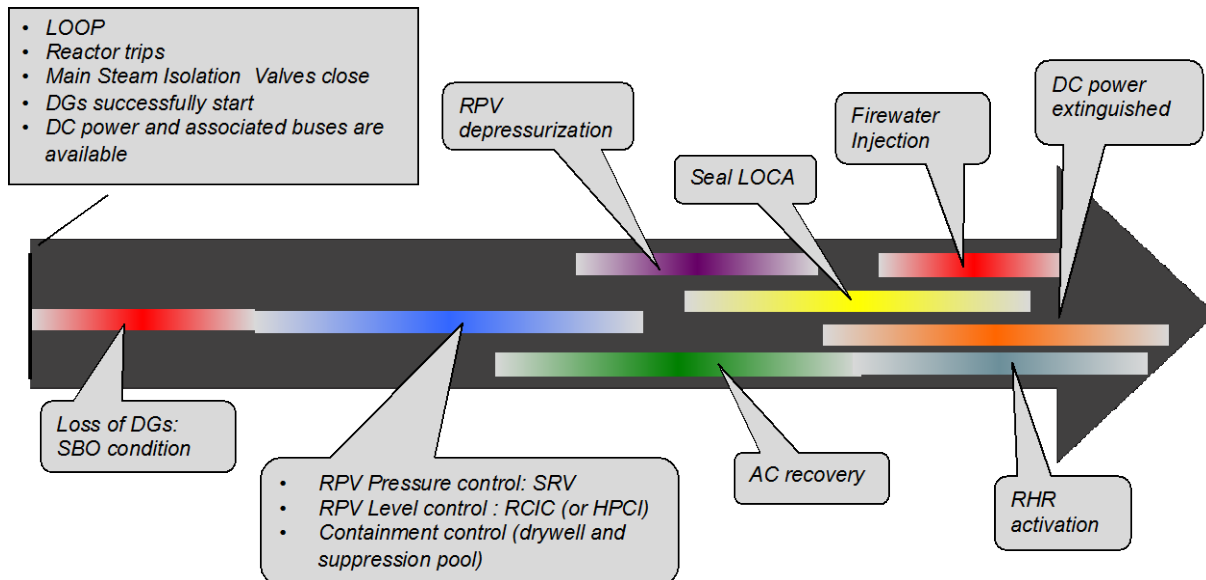 • LOOP
• Reactor trips
• Main Steam Isolation Valves close
• DGs successfully start
• DC power and associated buses are
available
RPV
depressurization
Seal LOCA
Firewater
Injection
DC power
extinguished
Loss of DGs:
SBO condition
• RPV Pressure control: SRV
• RPV Level control : RCIC (or HPCI)
• Containment control (drywell and
suppression pool)
AC recovery
RHR
activation